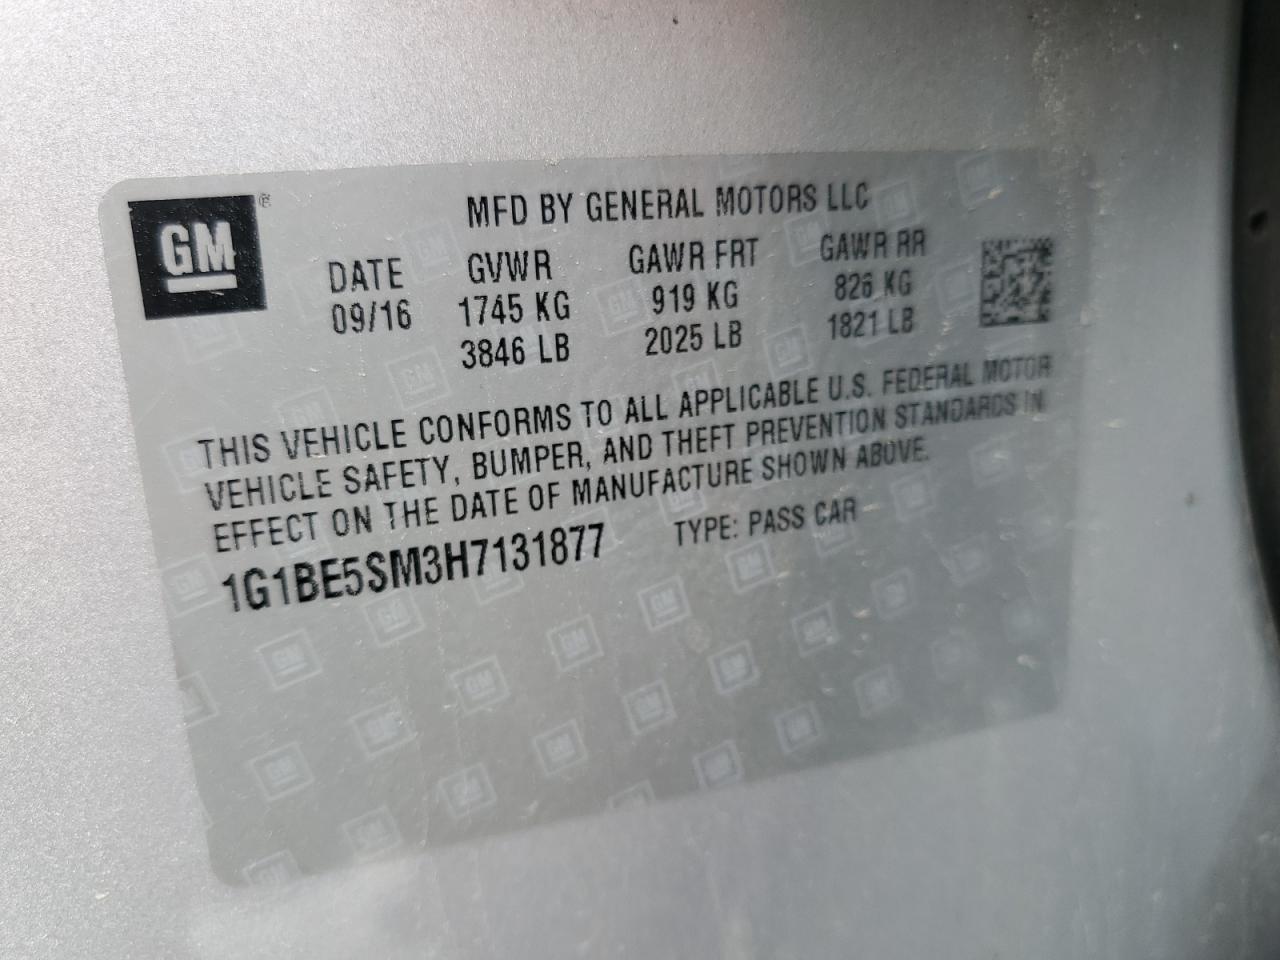 GM ®
MFD BY GENERAL MOTORS LLC
DATE GVWR GAWR FRT GAWR RR
09/16 1745 KG 919 KG 826 KG
3846 LB 2025 LB 1821 LB
THIS VEHICLE CONFORMS TO ALL APPLICABLE U.S. FEDERAL MOTOR
VEHICLE SAFETY, BUMPER, AND THEFT PREVENTION STANDARDS IN
EFFECT ON THE DATE OF MANUFACTURE SHOWN ABOVE.
1G1BE5SM3H7131877 TYPE: PASS CAR